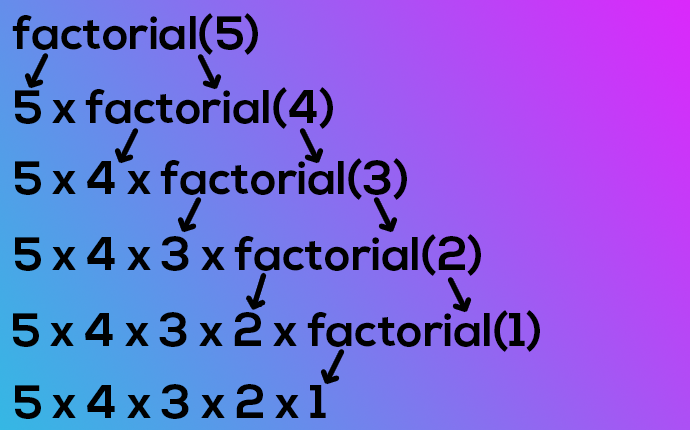 factorial(5)
5 x factorial(4)
5 x 4 x factorial(3)
5 x 4 x 3 x factorial(2)
5 x 4 x 3 x 2 x factorial(1)
5 x 4 x 3 x 2 x 1